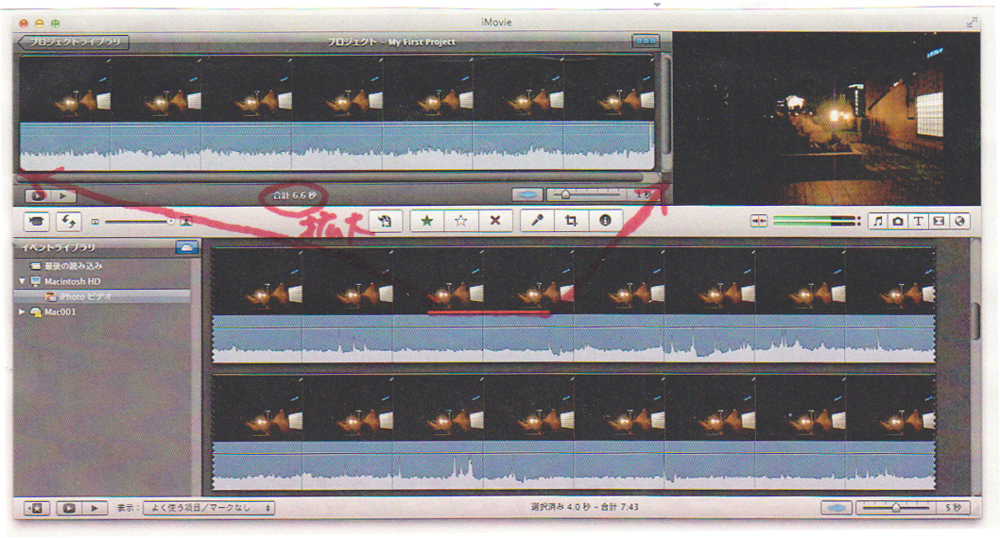 iMovie
プロジェクトライブラリ
プロジェクト - My First Project
合計 6.6 秒
1 秒
拡大
イベントライブラリ
最後の読み込み
Macintosh HD
iPhoto ビデオ
Mac001
表示：よく使う項目／マークなし
選択済み 4.0 秒 - 合計 7:43
5 秒